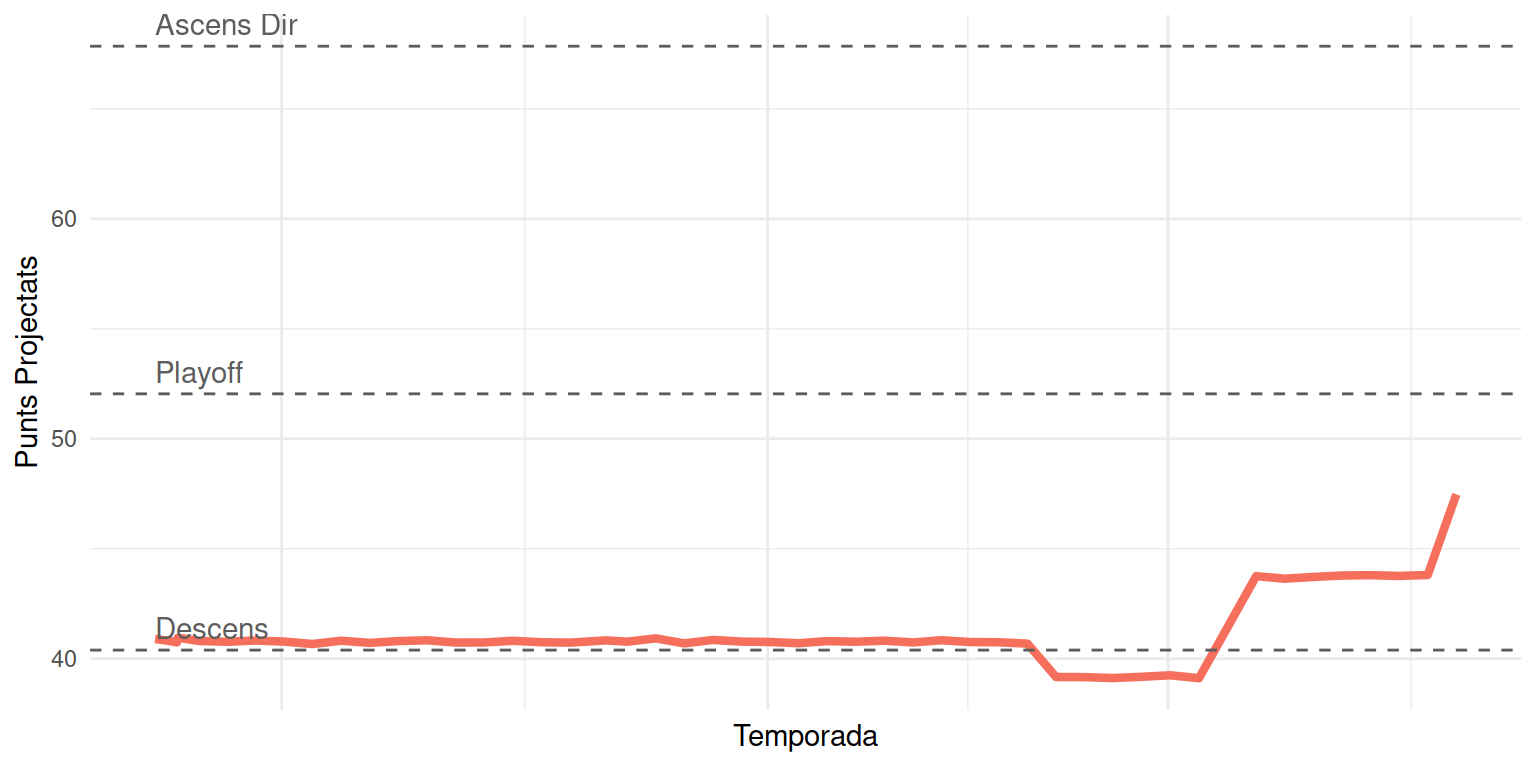 Ascens Dir
60
Playoff
50
Descens
40
Punts Projectats
Temporada